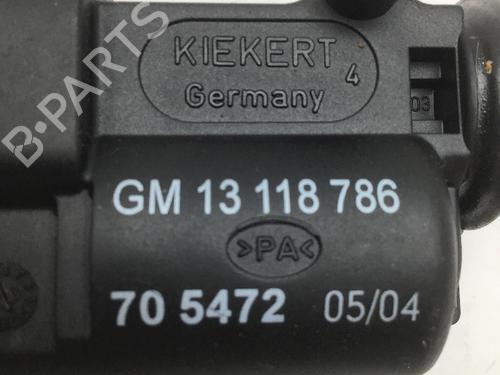 KIEKERT
Germany
4
03
GM 13 118 786
>PA<
70 5472 05/04
B-PARTS